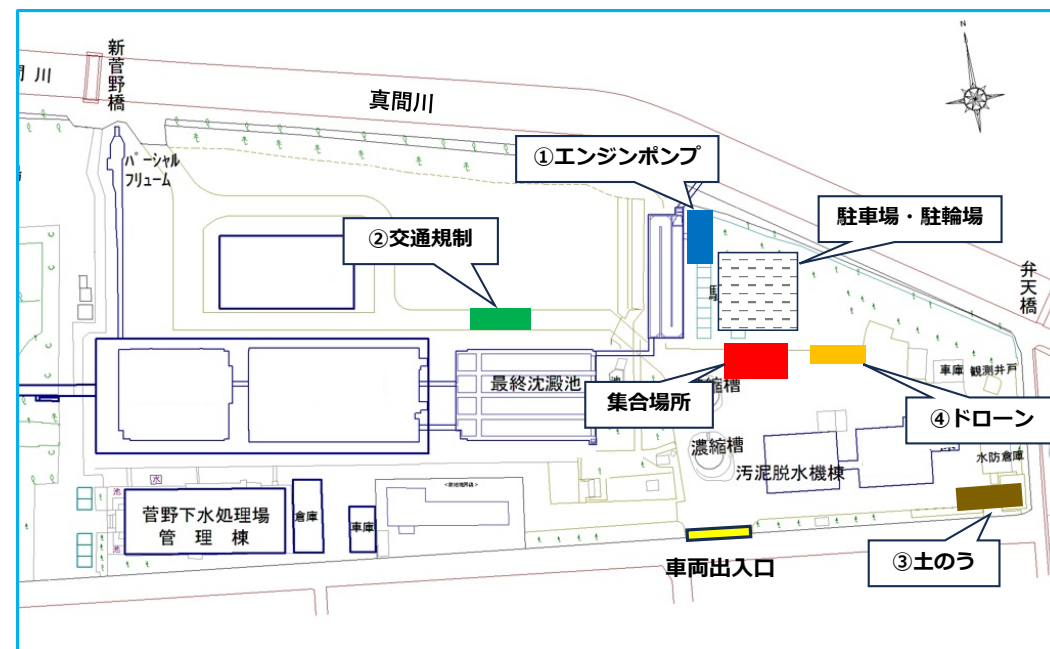 N
新菅野橋
川
真間川
パーシャル
フリューム
①エンジンポンプ
駐車場・駐輪場
②交通規制
弁天橋
最終沈澱池
集合場所
④ドローン
車庫
観測井戸
濃縮槽
汚泥脱水機棟
水防倉庫
菅野下水処理場
管理棟
倉庫
車庫
車両出入口
③土のう